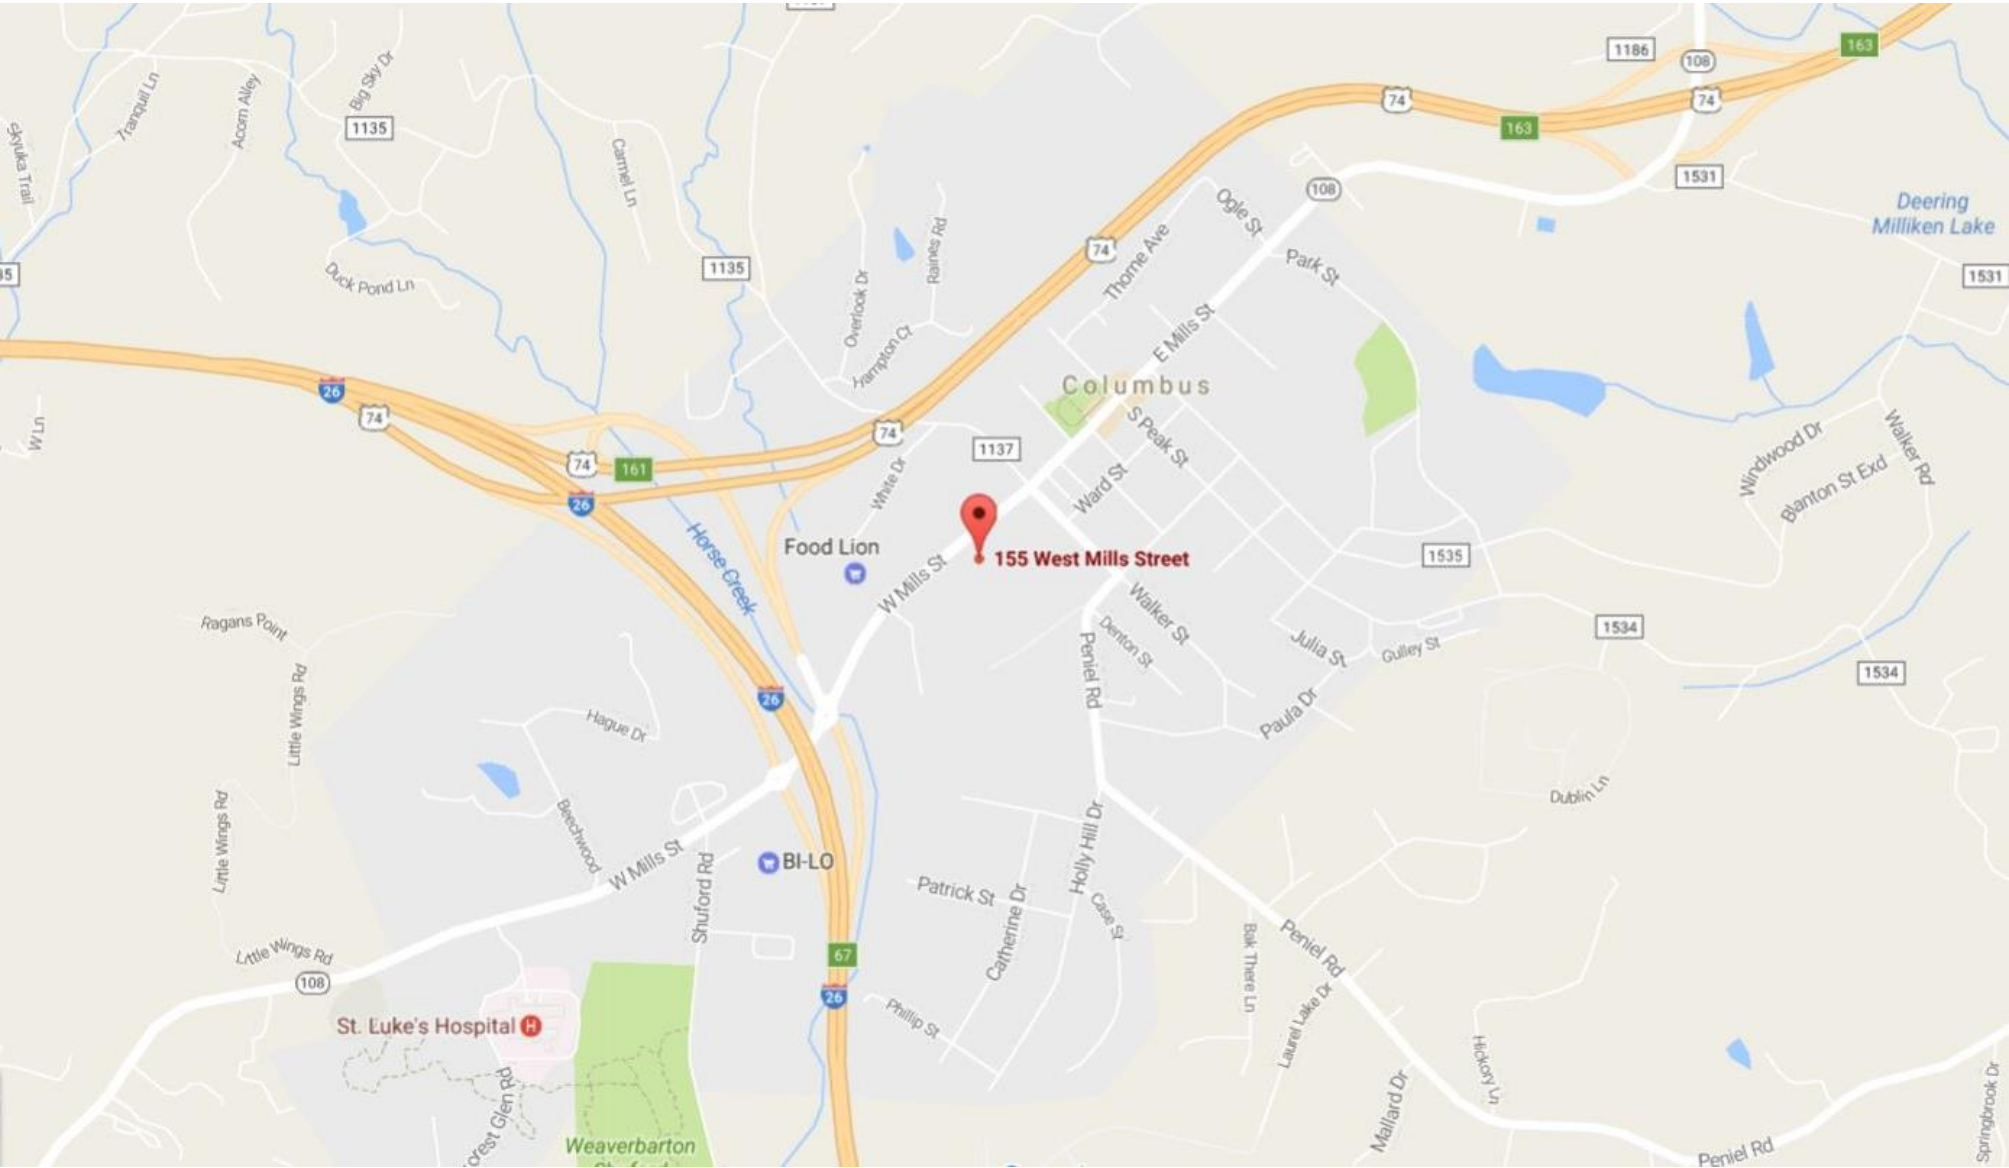 1186
163
108
Tranquil Ln
Acorn Alley
Big Sky Dr
74
74
1135
163
Skyuka Trail
Carmel Ln
1531
108
Ogle St
Deering
Milliken Lake
Raines Rd
74
Thorne Ave
Park St
35
1135
Duck Pond Ln
1531
Overlook Dr
E Mills St
Hampton Ct
26
Columbus
74
74
W Ln
S Peak St
Walker Rd
1137
Windwood Dr
74
161
White Dr
Ward St
Blanton St Exd
26
Horse Creek
Food Lion
155 West Mills Street
1535
W Mills St
Walker St
Ragans Point
Denton St
Julia St
Gulley St
1534
Peniel Rd
1534
Little Wings Rd
26
Hague Dr
Paula Dr
Dublin Ln
Little Wings Rd
Beechwood
W Mills St
BI-LO
Shuford Rd
Holly Hill Dr
Patrick St
Catherine Dr
Case St
Little Wings Rd
108
67
Bak There Ln
Peniel Rd
26
St. Luke's Hospital
H
Phillip St
Laurel Lake Dr
Hickory Ln
Mallard Dr
Springbrook Dr
orest Glen Rd
Weaverbarton
Peniel Rd